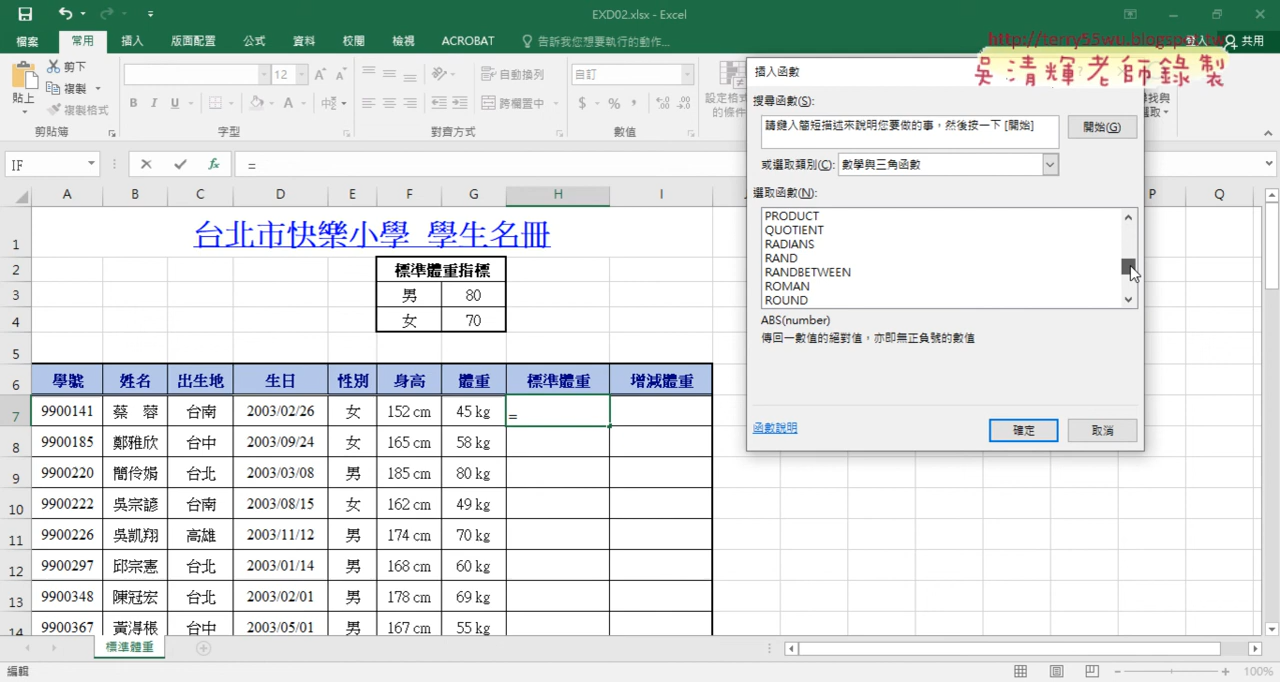 EXD02.xlsx - Excel
http://terry55wu.blogspot.tw
吳清輝老師錄製
檔案 常用 插入 版面配置 公式 資料 校閱 檢視 ACROBAT 告訴我您想要執行的動作... 登入 共用
貼上 剪下 複製 複製格式
12 A A 自動換列 自訂
B I U A 中 跨欄置中 $ % , 設定格式 的條件 尋找與 選取
剪貼簿 字型 對齊方式 數值
IF =
A B C D E F G H I P Q
1 台北市快樂小學 學生名冊
2 標準體重指標
3 男 80
4 女 70
5
6 學號 姓名 出生地 生日 性別 身高 體重 標準體重 增減體重
7 9900141 蔡 蓉 台南 2003/02/26 女 152 cm 45 kg =
8 9900185 鄭雅欣 台中 2003/09/24 女 165 cm 58 kg
9 9900220 簡伶娟 台北 2003/03/08 男 185 cm 80 kg
10 9900222 吳宗諺 台南 2003/08/15 女 162 cm 49 kg
11 9900226 吳凱翔 高雄 2003/11/12 男 174 cm 70 kg
12 9900297 邱宗憲 台北 2003/01/14 男 168 cm 60 kg
13 9900348 陳冠宏 台北 2003/02/01 男 178 cm 69 kg
14 9900367 黃淂棖 台中 2003/05/01 男 167 cm 55 kg
插入函數 ?
搜尋函數(S):
請鍵入簡短描述來說明您要做的事，然後按一下 [開始]
開始(G)
或選取類別(C): 數學與三角函數
選取函數(N):
PRODUCT
QUOTIENT
RADIANS
RAND
RANDBETWEEN
ROMAN
ROUND
ABS(number)
傳回一數值的絕對值，亦即無正負號的數值
函數說明 確定 取消
標準體重
編輯 100%